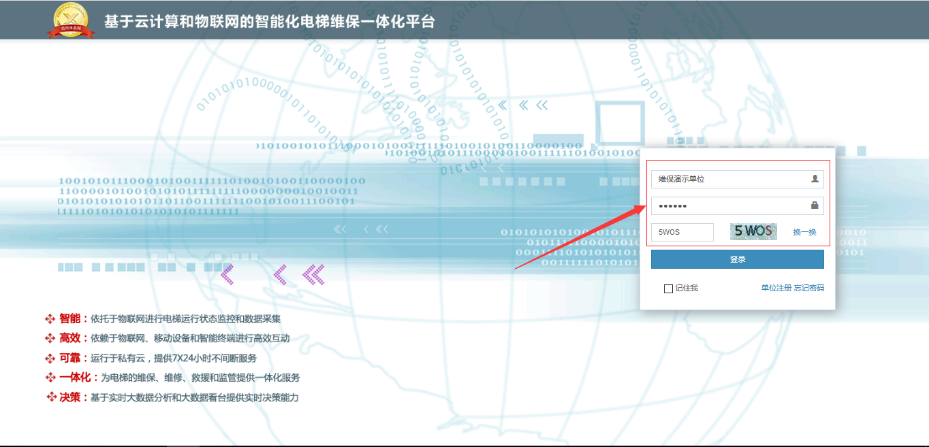 基于云计算和物联网的智能化电梯维保一体化平台
维保演示单位
••••••
5WOS
5WOS
换一换
登录
记住我
单位注册 忘记密码
智能：依托于物联网进行电梯运行状态监控和数据采集
高效：依赖于物联网、移动设备和智能终端进行高效互动
可靠：运行于私有云，提供7X24小时不间断服务
一体化：为电梯的维保、维修、救援和监管提供一体化服务
决策：基于实时大数据分析和大数据看台提供实时决策能力